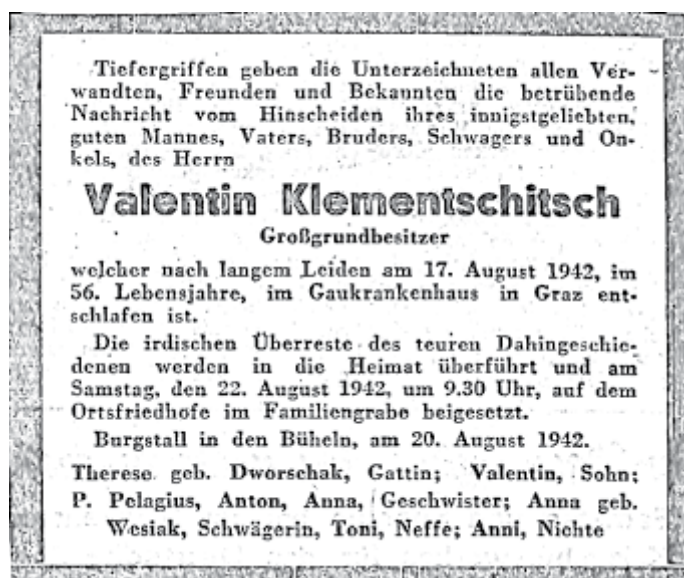 Tiefergriffen geben die Unterzeichneten allen Ver-
wandten, Freunden und Bekannten die betrübende
Nachricht vom Hinscheiden ihres innigstgeliebten,
guten Mannes, Vaters, Bruders, Schwagers und On-
kels, des Herrn
Valentin Klementschitsch
Großgrundbesitzer
welcher nach langem Leiden am 17. August 1942, im
56. Lebensjahre, im Gaukrankenhaus in Graz ent-
schlafen ist.
Die irdischen Überreste des teuren Dahingeschie-
denen werden in die Heimat überführt und am
Samstag, den 22. August 1942, um 9.30 Uhr, auf dem
Ortsfriedhofe im Familiengrabe beigesetzt.
Burgstall in den Büheln, am 20. August 1942.
Therese geb. Dworschak, Gattin; Valentin, Sohn;
P. Pelagius, Anton, Anna, Geschwister; Anna geb.
Wesiak, Schwägerin, Toni, Neffe; Anni, Nichte